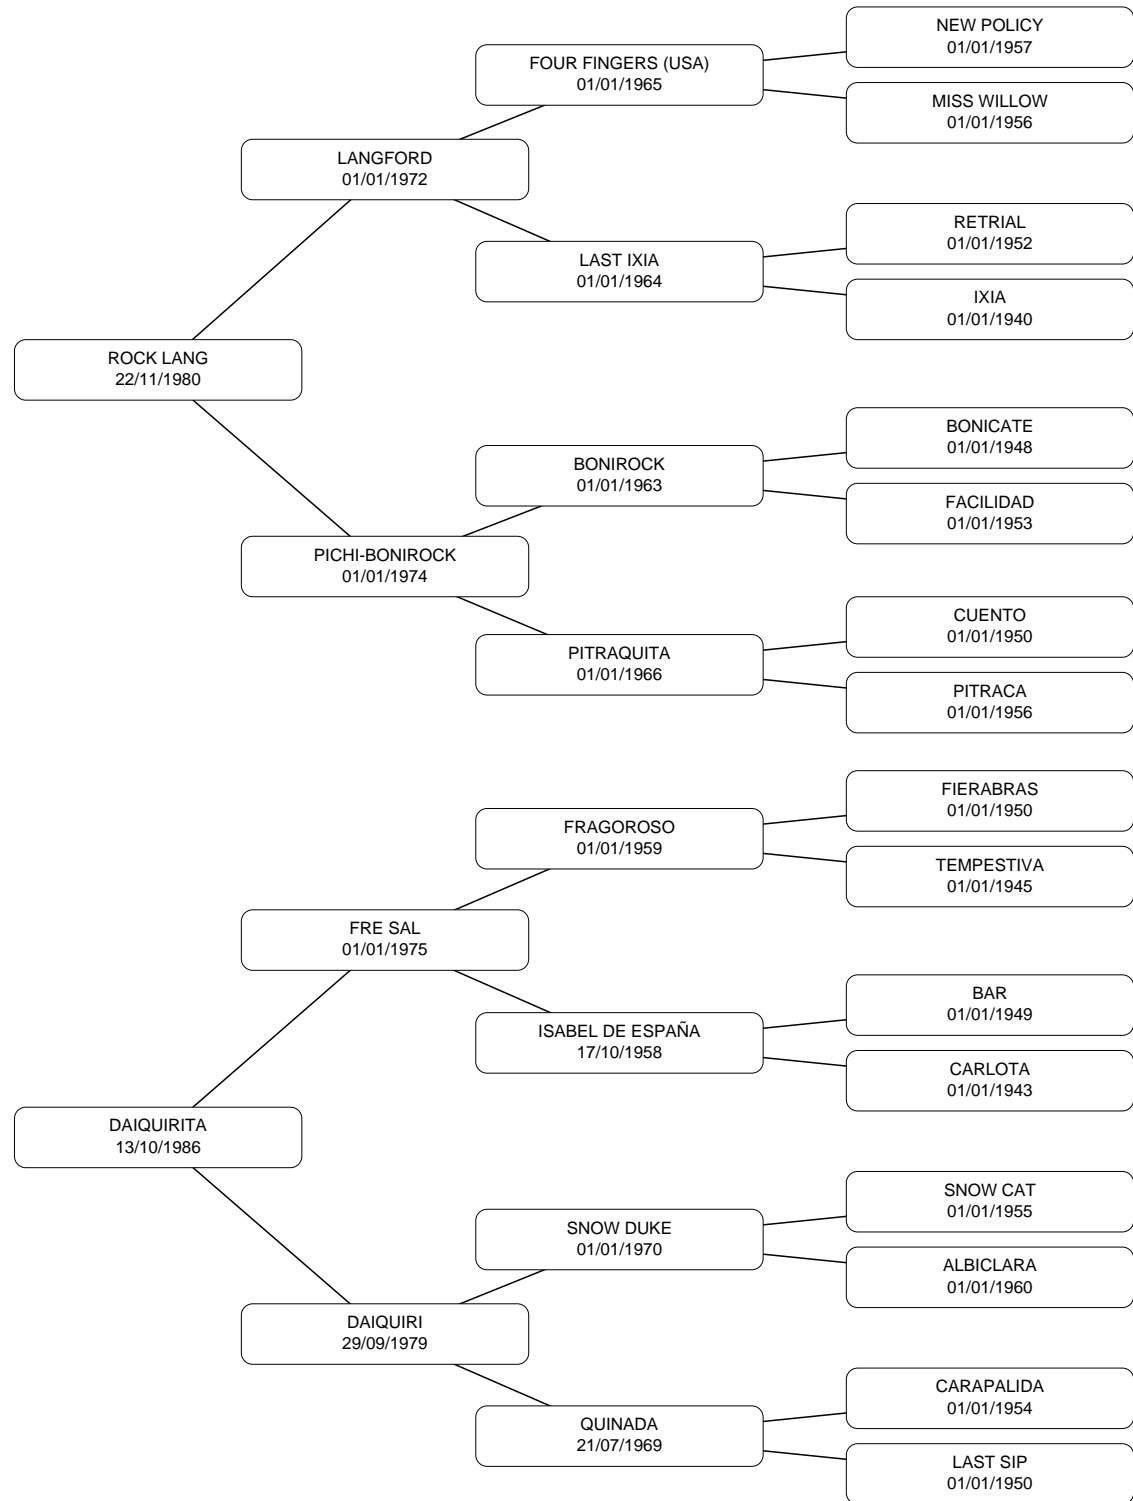 NEW POLICY
01/01/1957
FOUR FINGERS (USA)
01/01/1965
MISS WILLOW
01/01/1956
LANGFORD
01/01/1972
RETRIAL
01/01/1952
LAST IXIA
01/01/1964
IXIA
01/01/1940
ROCK LANG
22/11/1980
BONICATE
01/01/1948
BONIROCK
01/01/1963
FACILIDAD
01/01/1953
PICHI-BONIROCK
01/01/1974
CUENTO
01/01/1950
PITRAQUITA
01/01/1966
PITRACA
01/01/1956
FIERABRAS
01/01/1950
FRAGOROSO
01/01/1959
TEMPESTIVA
01/01/1945
FRE SAL
01/01/1975
BAR
01/01/1949
ISABEL DE ESPAÑA
17/10/1958
CARLOTA
01/01/1943
DAIQUIRITA
13/10/1986
SNOW CAT
01/01/1955
SNOW DUKE
01/01/1970
ALBICLARA
01/01/1960
DAIQUIRI
29/09/1979
CARAPALIDA
01/01/1954
QUINADA
21/07/1969
LAST SIP
01/01/1950